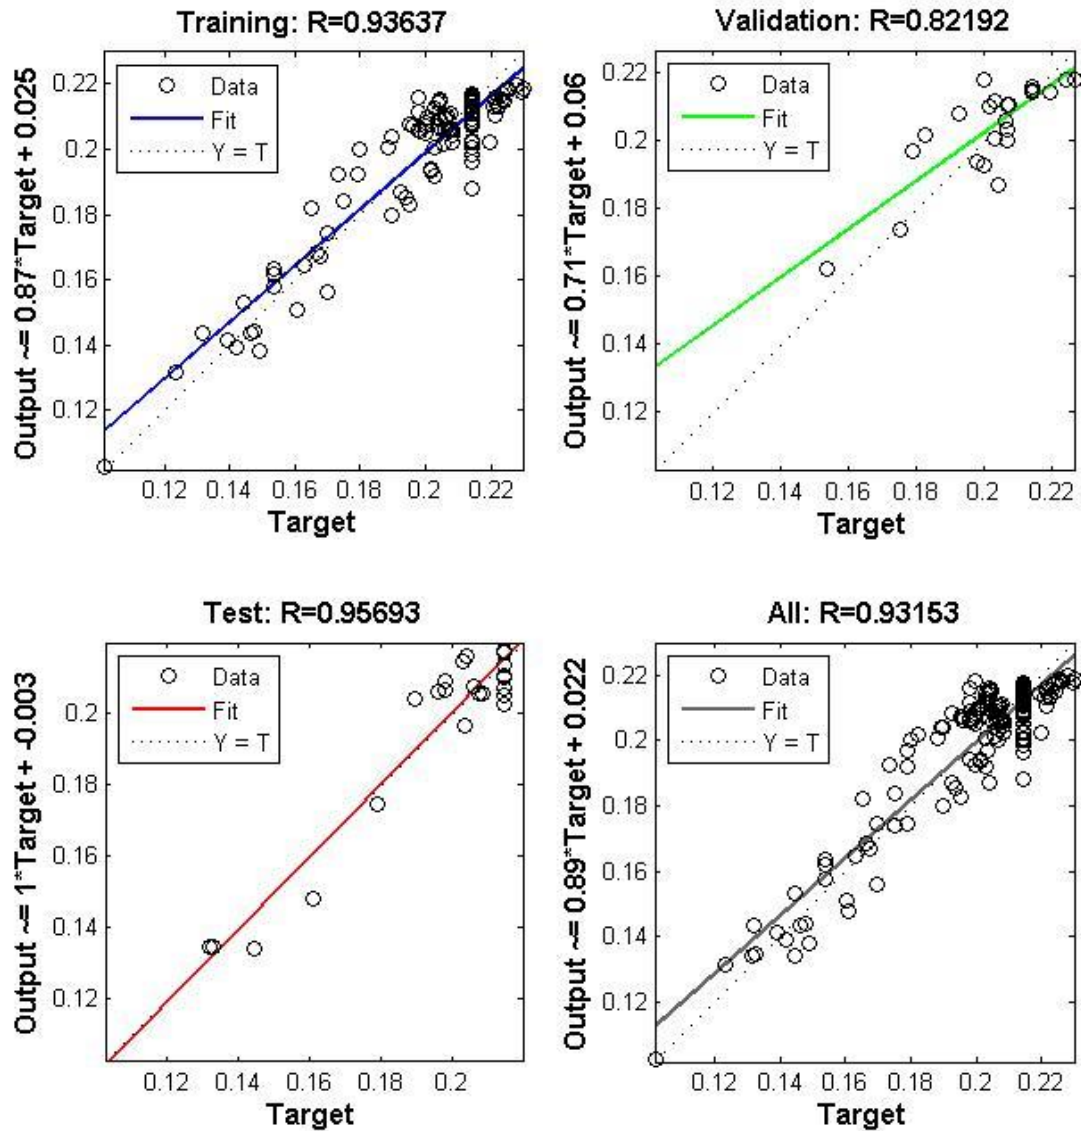 Training: R=0.93637
Output ~= 0.87*Target + 0.025
0.22
0.2
0.18
0.16
0.14
0.12
Data
Fit
Y = T
0.12 0.14 0.16 0.18 0.2 0.22
Target
Validation: R=0.82192
Output ~= 0.71*Target + 0.06
0.22
0.2
0.18
0.16
0.14
0.12
Data
Fit
Y = T
0.12 0.14 0.16 0.18 0.2 0.22
Target
Test: R=0.95693
Output ~= 1*Target + -0.003
0.2
0.18
0.16
0.14
0.12
Data
Fit
Y = T
0.12 0.14 0.16 0.18 0.2
Target
All: R=0.93153
Output ~= 0.89*Target + 0.022
0.22
0.2
0.18
0.16
0.14
0.12
Data
Fit
Y = T
0.12 0.14 0.16 0.18 0.2 0.22
Target